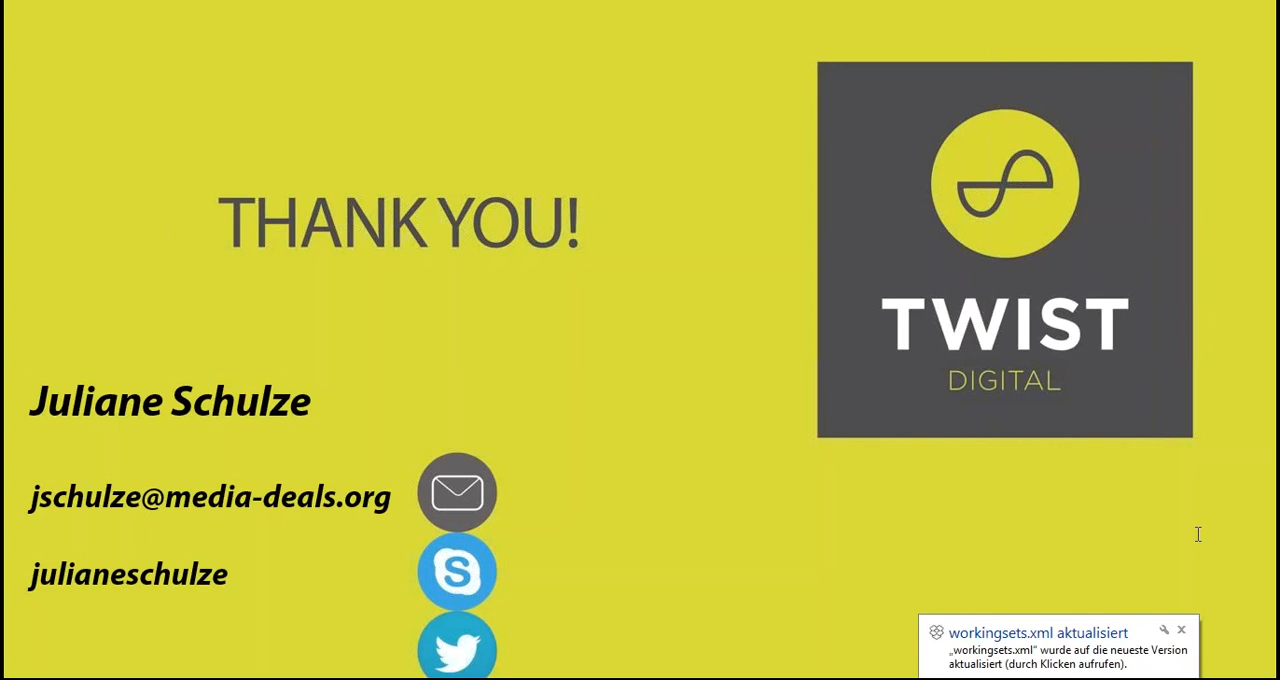 THANK YOU!
TWIST
DIGITAL
Juliane Schulze
jschulze@media-deals.org
julianeschulze
workingsets.xml aktualisiert
„workingsets.xml“ wurde auf die neueste Version
aktualisiert (durch Klicken aufrufen).